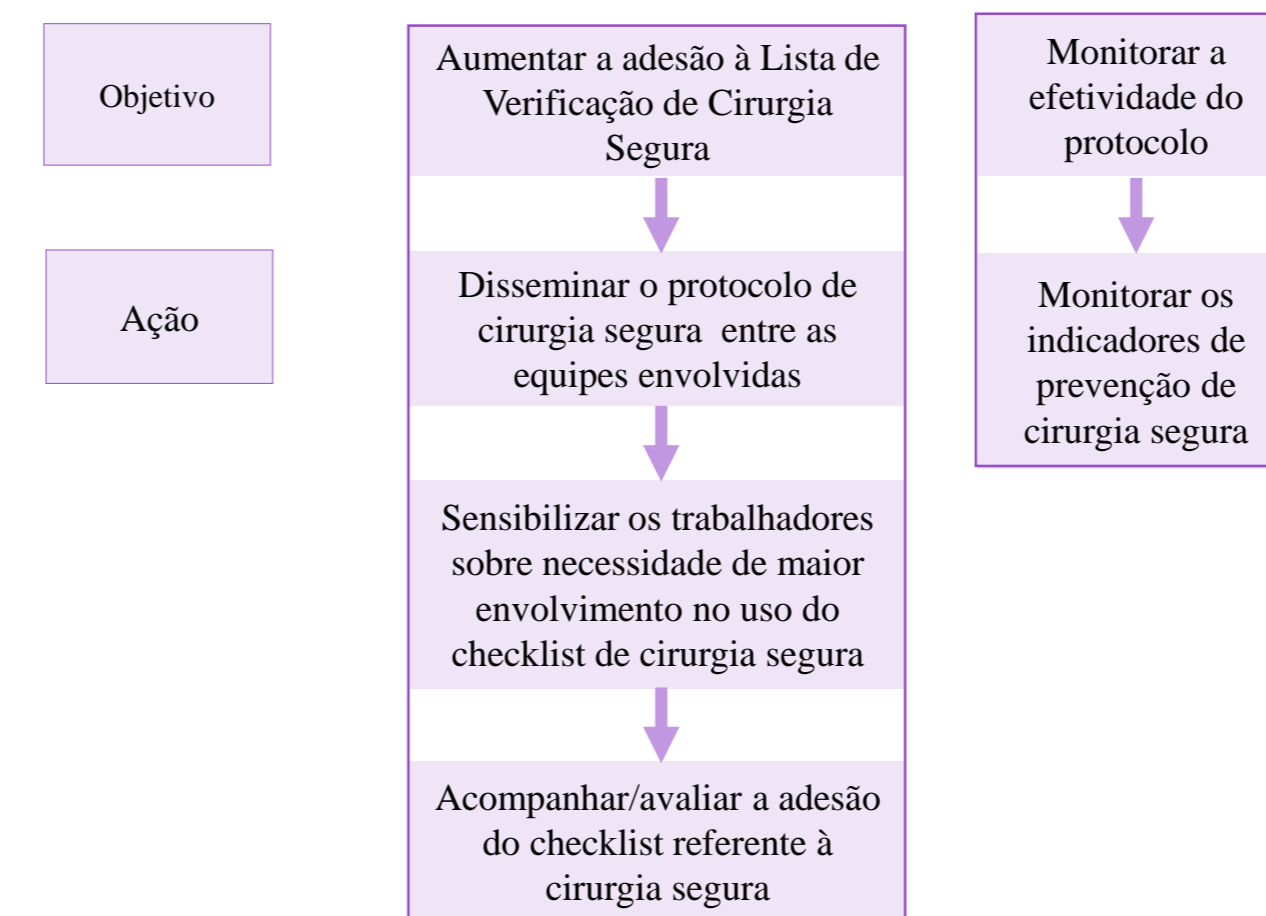 Objetivo
Ação
Aumentar a adesão à Lista de
Verificação de Cirurgia
Segura
Disseminar o protocolo de
cirurgia segura entre as
equipes envolvidas
Sensibilizar os trabalhadores
sobre necessidade de maior
envolvimento no uso do
checklist de cirurgia segura
Acompanhar/avaliar a adesão
do checklist referente à
cirurgia segura
Monitorar a
efetividade do
protocolo
Monitorar os
indicadores de
prevenção de
cirurgia segura